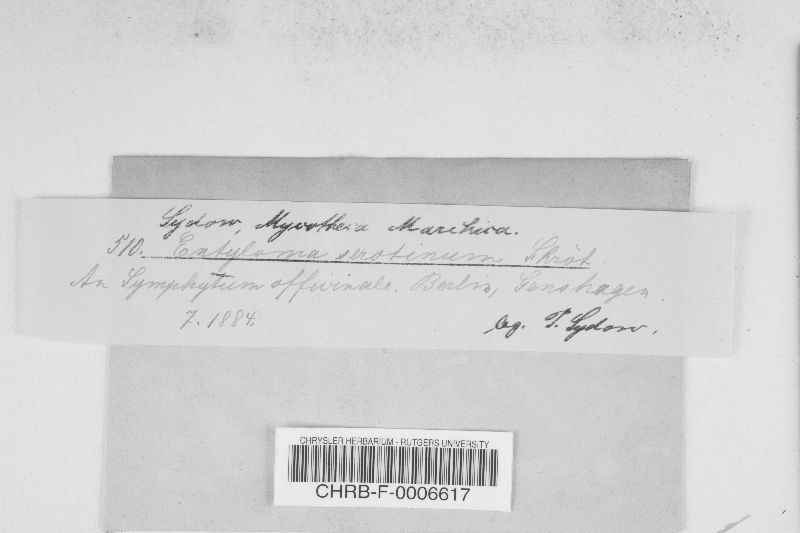 Sydow, Mycotheca Marchica.
510. Entyloma serotinum Skröt.
An Symphytum officinale. Berlin, Genshagen.
7. 1884.
leg. P. Sydow.
CHRYSLER HERBARIUM - RUTGERS UNIVERSITY
CHRB-F-0006617